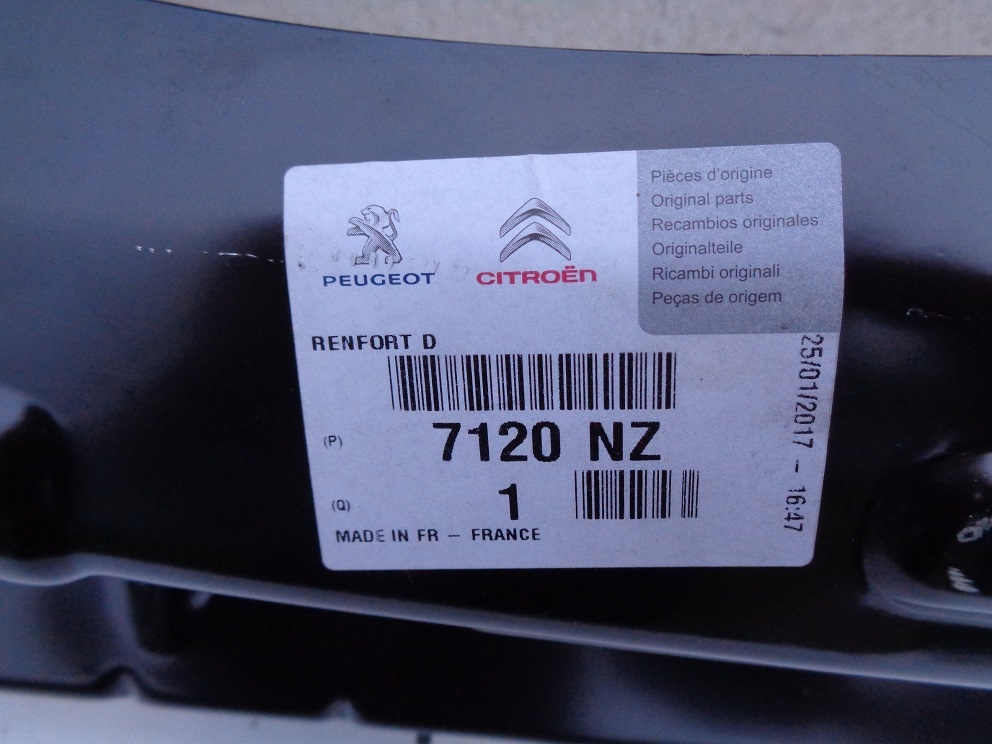 PEUGEOT
CITROËN
Pièces d'origine
Original parts
Recambios originales
Originalteile
Ricambi originali
Peças de origem
RENFORT D
(P) 7120 NZ
(Q) 1
MADE IN FR - FRANCE
25/01/2017 - 16:47